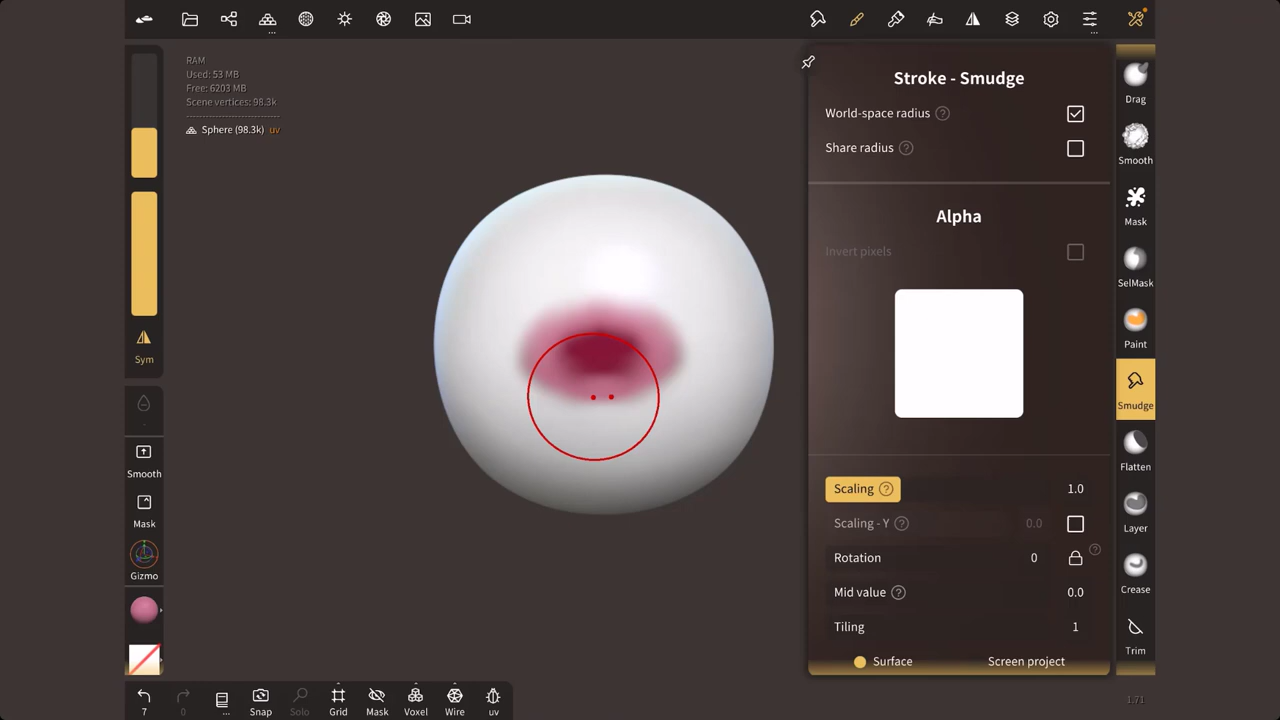 RAM
Used: 53 MB
Free: 6203 MB
Scene vertices: 98.3k
Sphere (98.3k) uv
Sym
Smooth
Mask
Gizmo
7
0
...
Snap
Solo
Grid
Mask
Voxel
Wire
uv
Stroke - Smudge
World-space radius ?
Share radius ?
Alpha
Invert pixels
Scaling ? 1.0
Scaling - Y ? 0.0
Rotation 0 ?
Mid value ? 0.0
Tiling 1
Surface Screen project
Drag
Smooth
Mask
SelMask
Paint
Smudge
Flatten
Layer
Crease
Trim
1.71